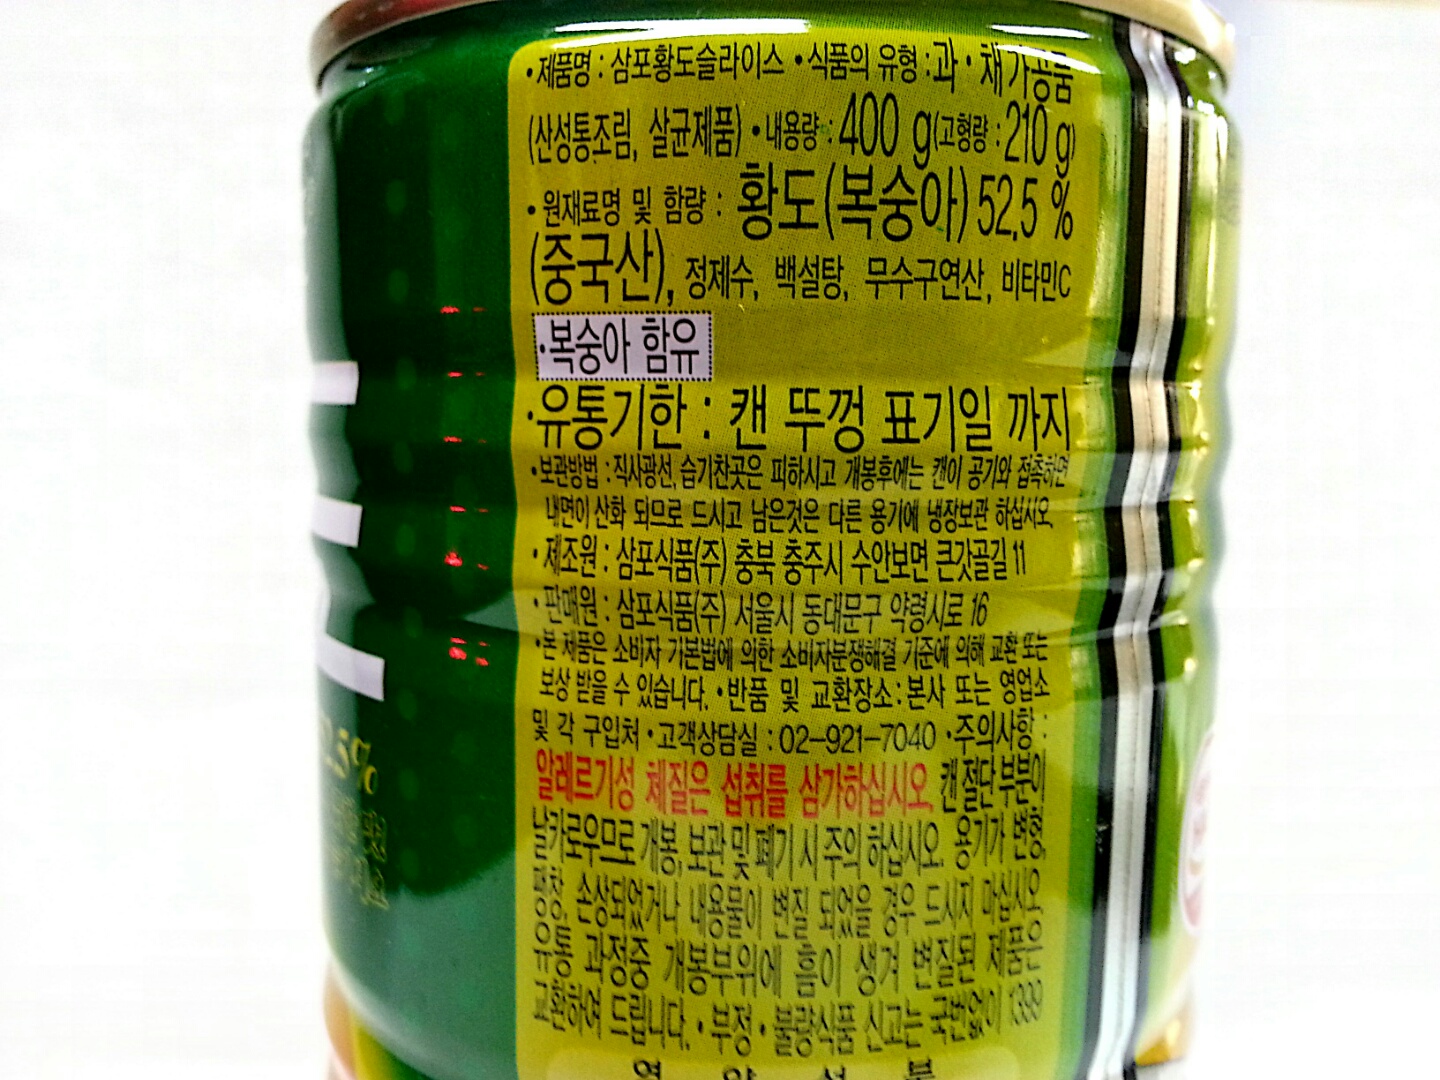 •제품명 : 삼포황도슬라이스 •식품의 유형 : 과•채가공품
(산성통조림, 살균제품) •내용량 : 400 g(고형량 : 210 g)
•원재료명 및 함량 : 황도(복숭아) 52.5 %
(중국산), 정제수, 백설탕, 무수구연산, 비타민C
•복숭아 함유
•유통기한 : 캔 뚜껑 표기일 까지
•보관방법 : 직사광선, 습기찬곳은 피하시고 개봉후에는 캔이 공기와 접촉하면
내면이 산화 되므로 드시고 남은것은 다른 용기에 냉장보관 하십시오.
•제조원 : 삼포식품(주) 충북 충주시 수안보면 큰갓골길 11
•판매원 : 삼포식품(주) 서울시 동대문구 약령시로 16
•본 제품은 소비자 기본법에 의한 소비자분쟁해결 기준에 의해 교환 또는
보상 받을 수 있습니다. •반품 및 교환장소 : 본사 또는 영업소
및 각 구입처 •고객상담실 : 02-921-7040 •주의사항 :
알레르기성 체질은 섭취를 삼가하십시오. 캔 절단 부분이
날카로우므로 개봉, 보관 및 폐기 시 주의 하십시오. 용기가 변형,
팽창, 손상되었거나 내용물이 변질 되었을 경우 드시지 마십시오.
유통 과정중 개봉부위에 흠이 생겨 변질된 제품은
교환하여 드립니다. •부정•불량식품 신고는 국번없이 1399
영 양 성 분